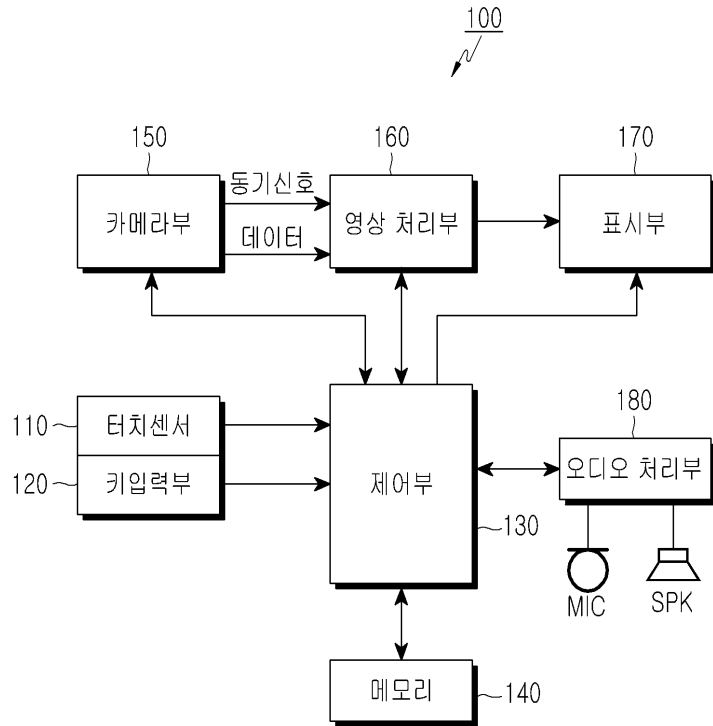 100
150
160
170
카메라부
동기신호
데이터
영상 처리부
표시부
110
터치센서
120
키입력부
제어부
130
180
오디오 처리부
MIC
SPK
메모리
140